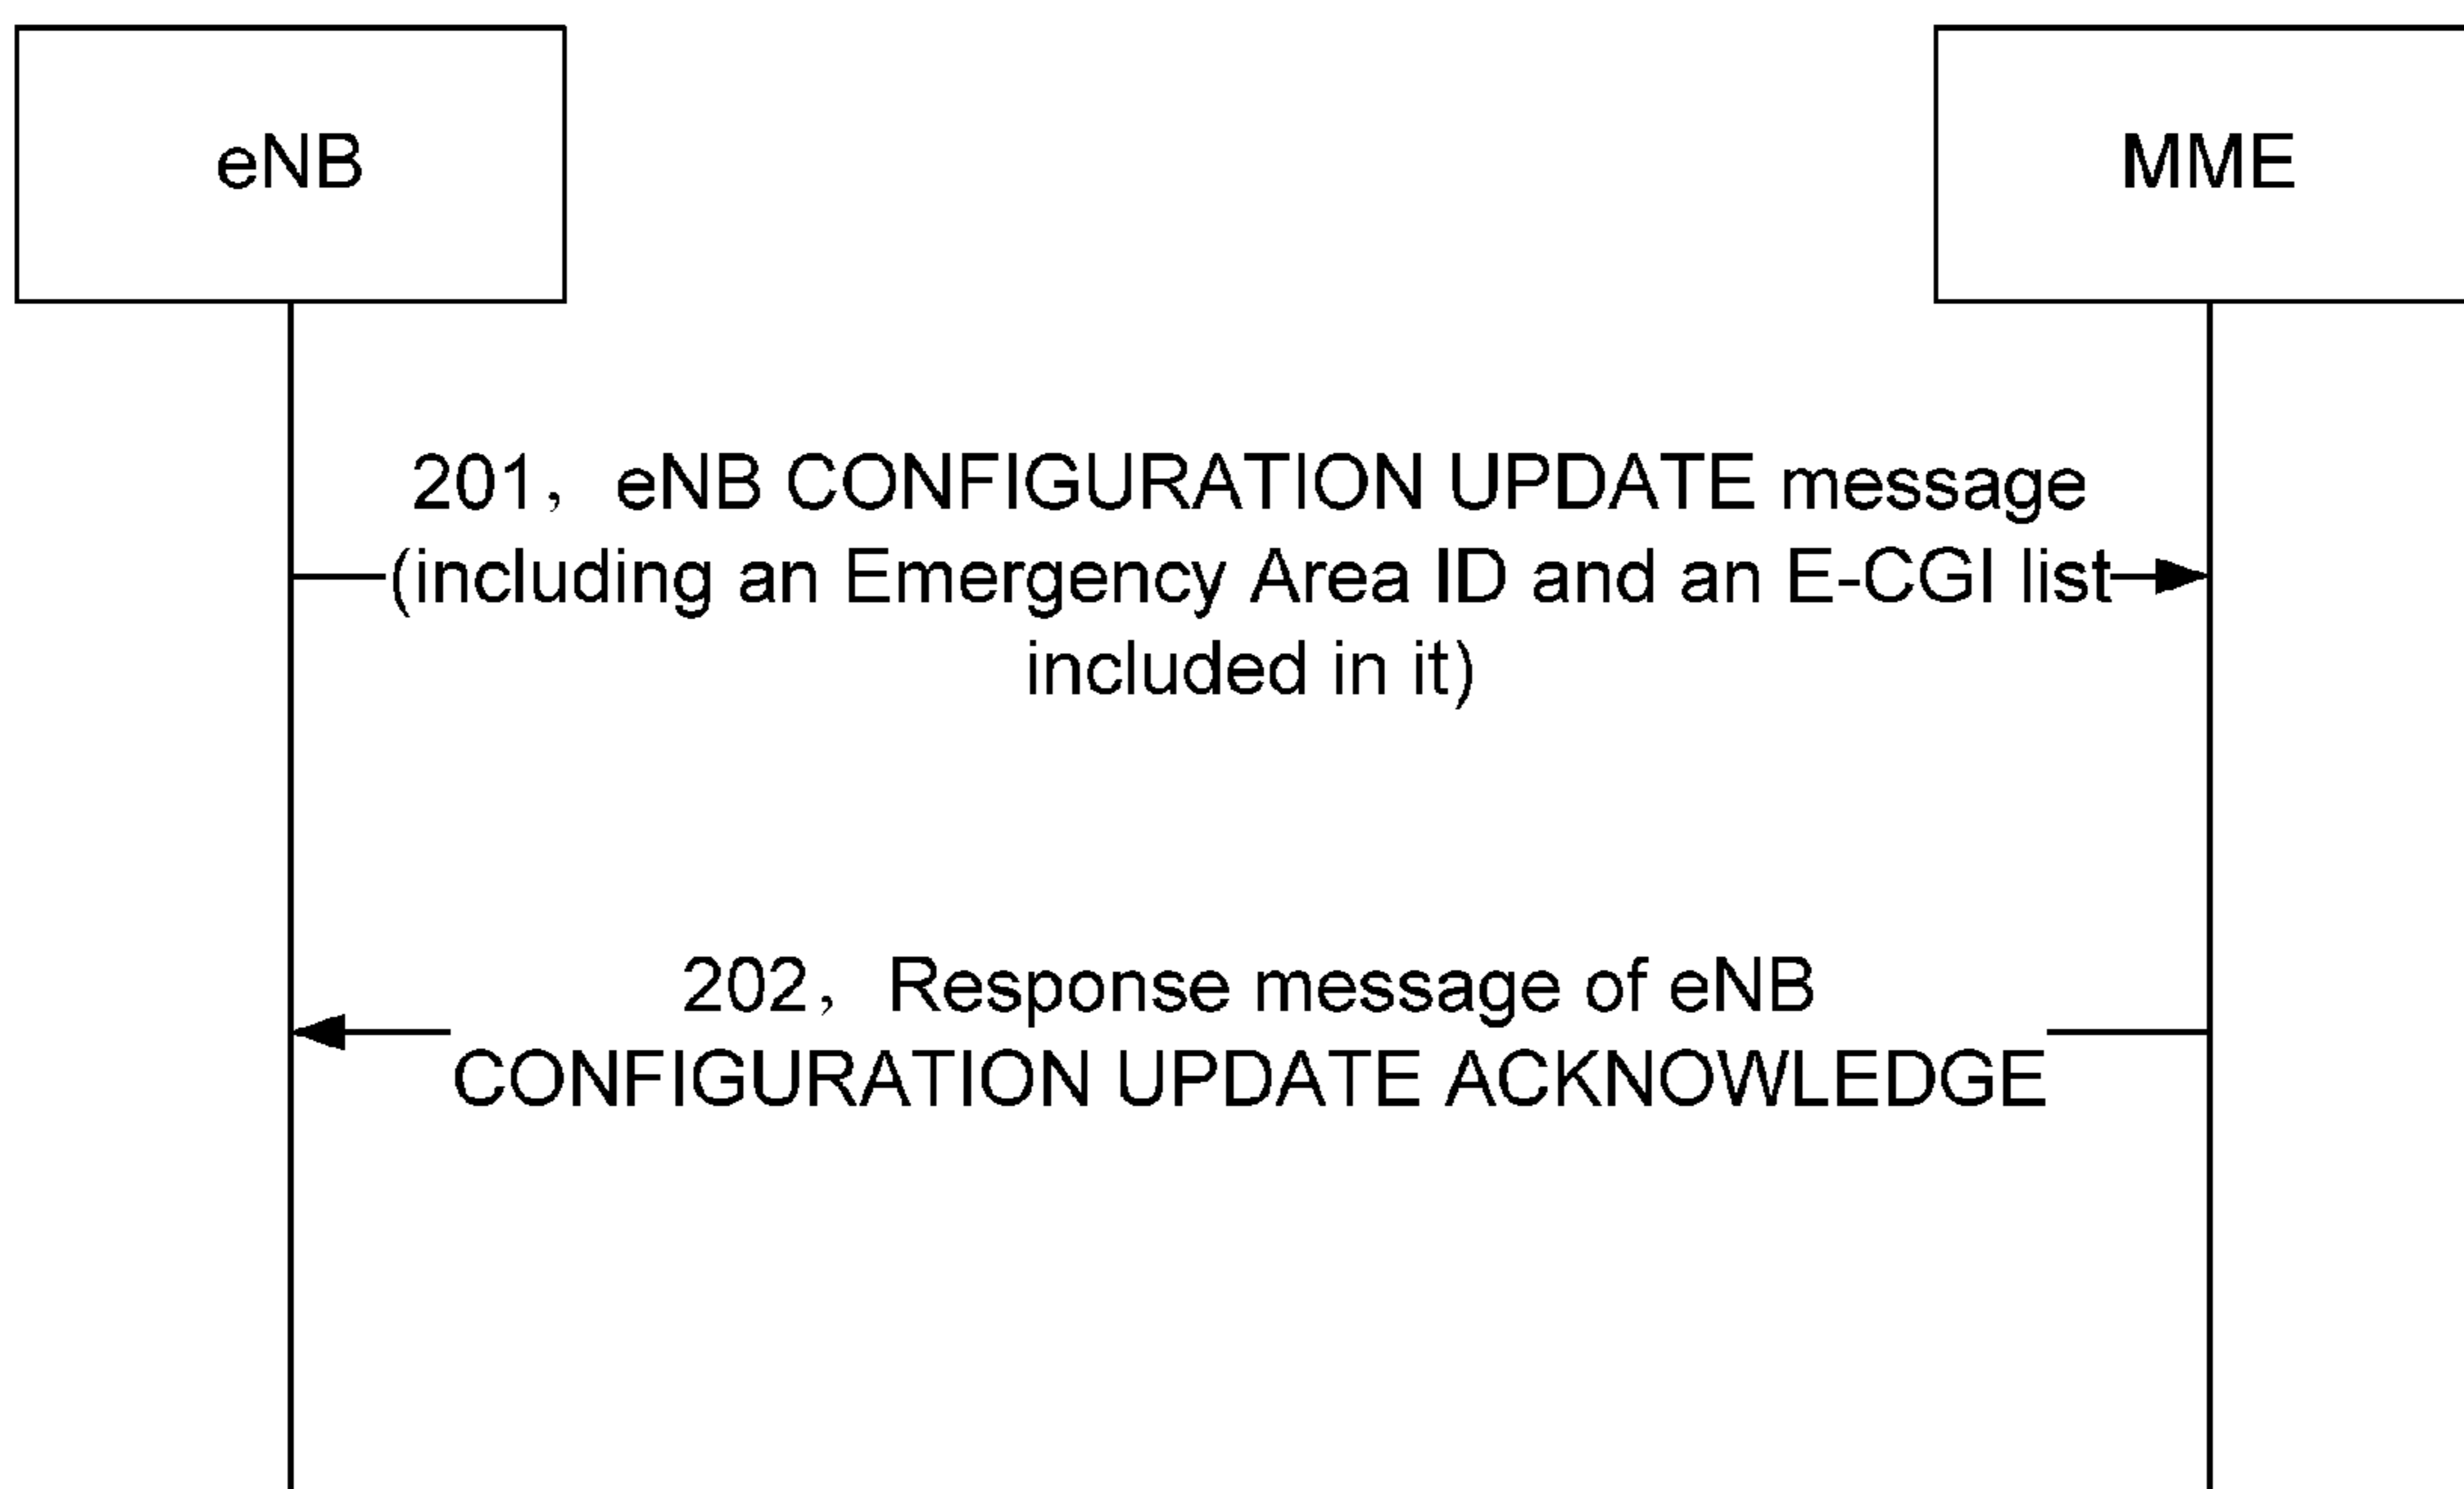 eNB
MME
201， eNB CONFIGURATION UPDATE message
(including an Emergency Area ID and an E-CGI list
included in it)
202， Response message of eNB
CONFIGURATION UPDATE ACKNOWLEDGE